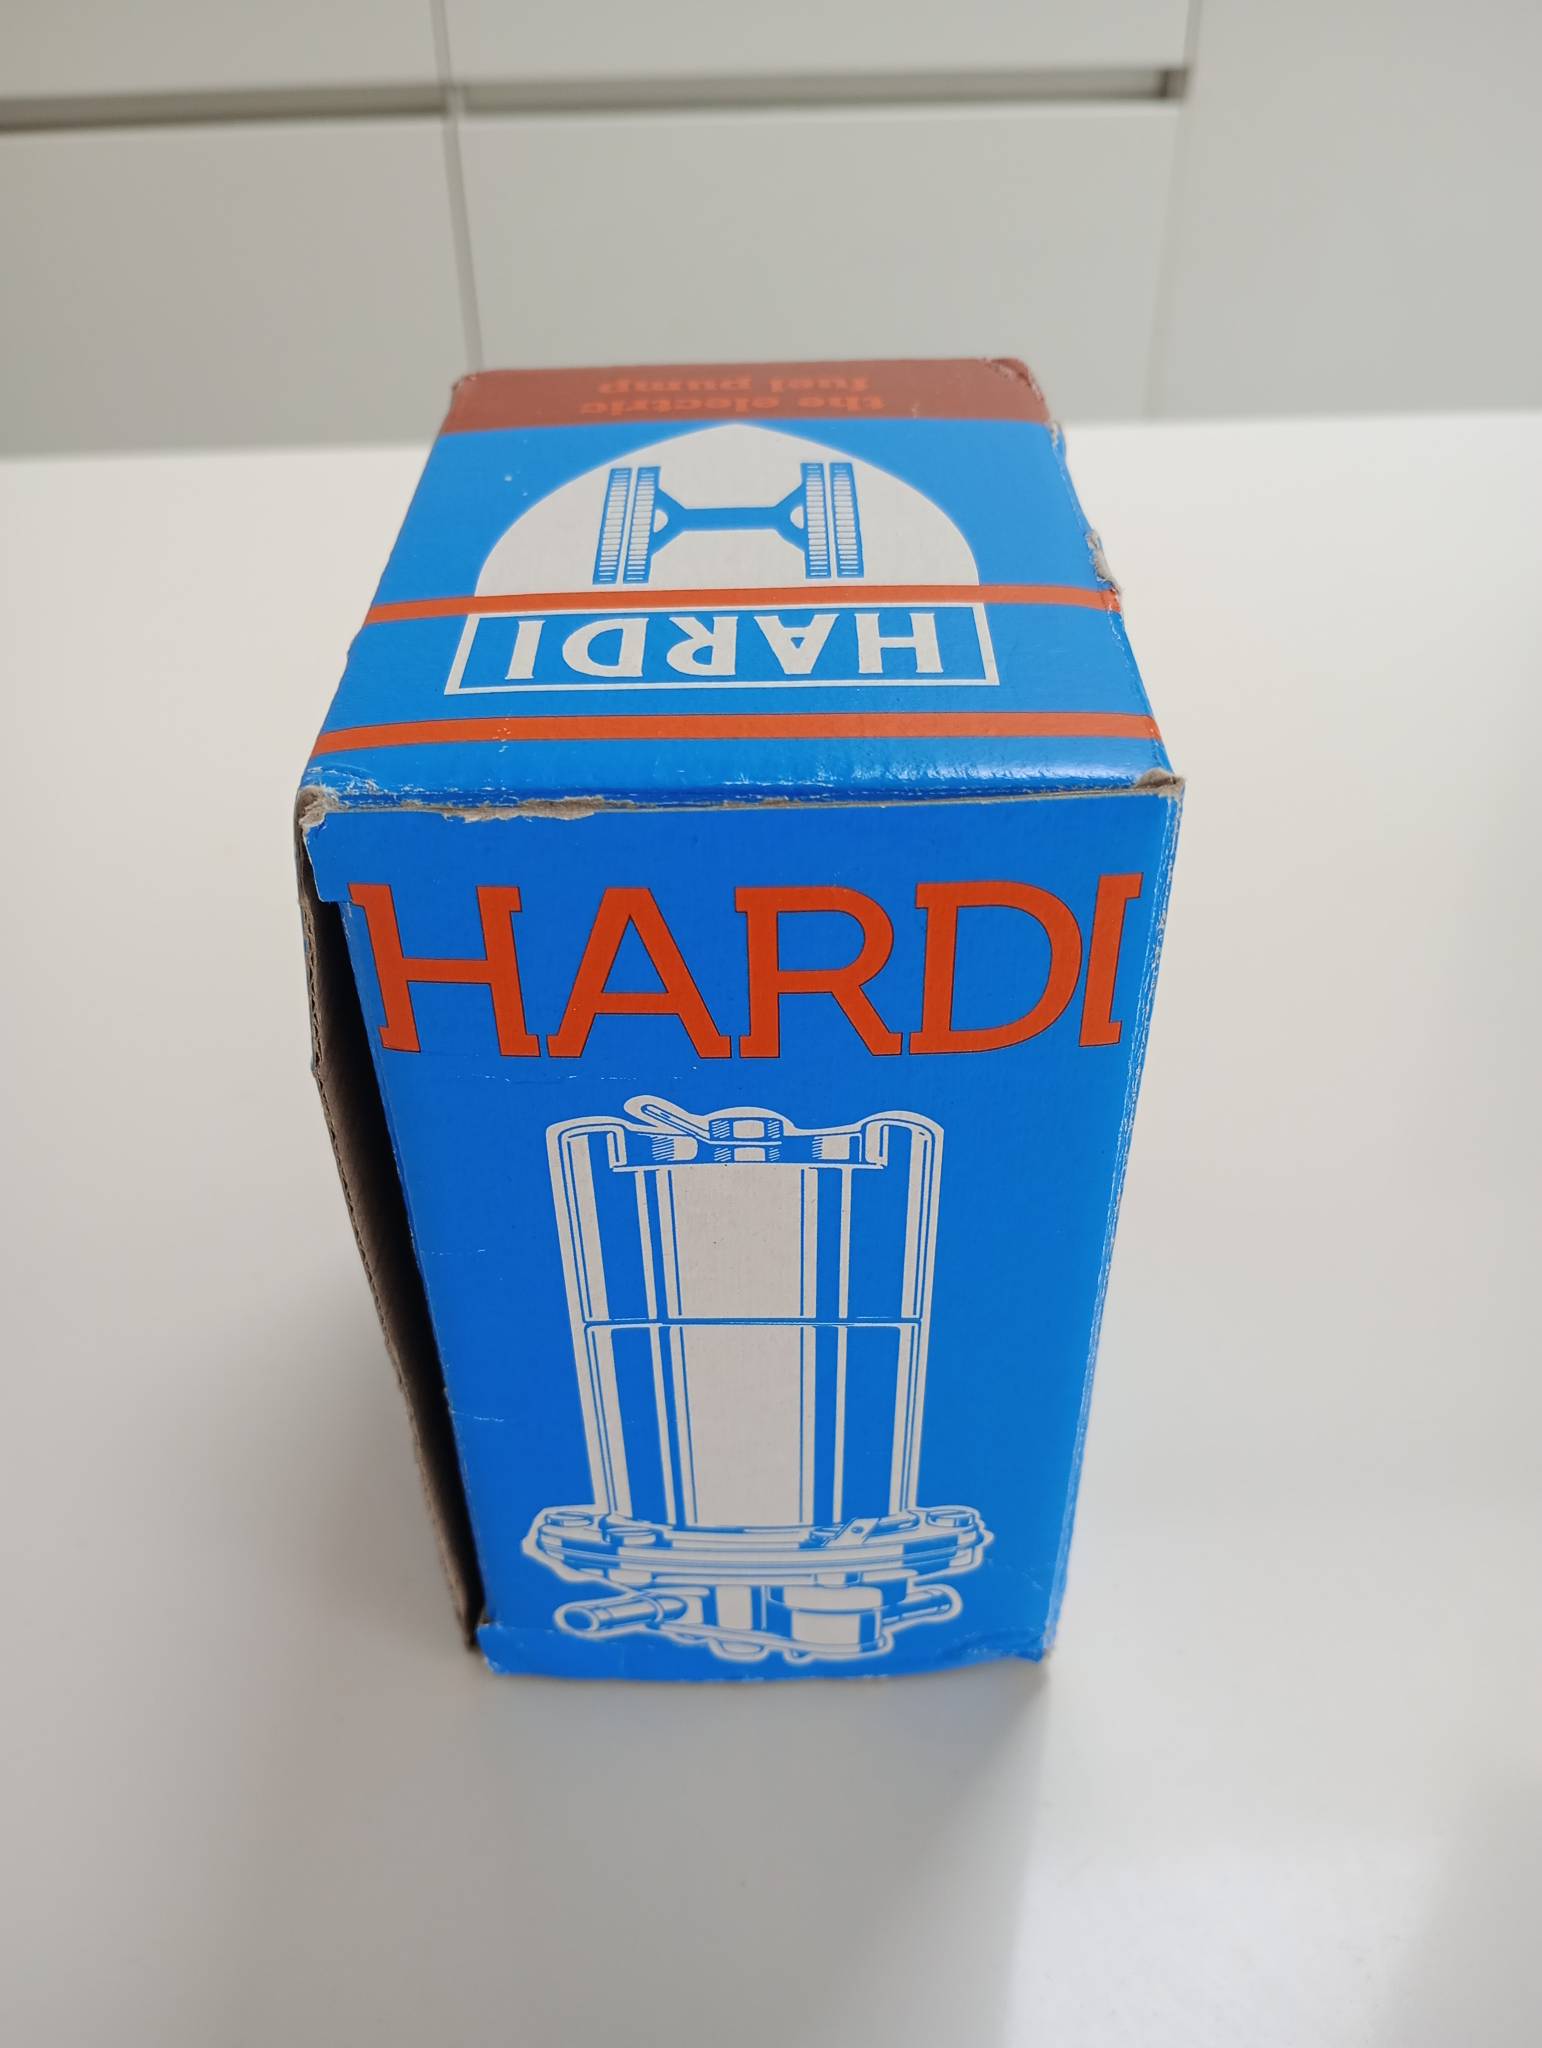 the electric
fuel pump
HARDI
HARDI